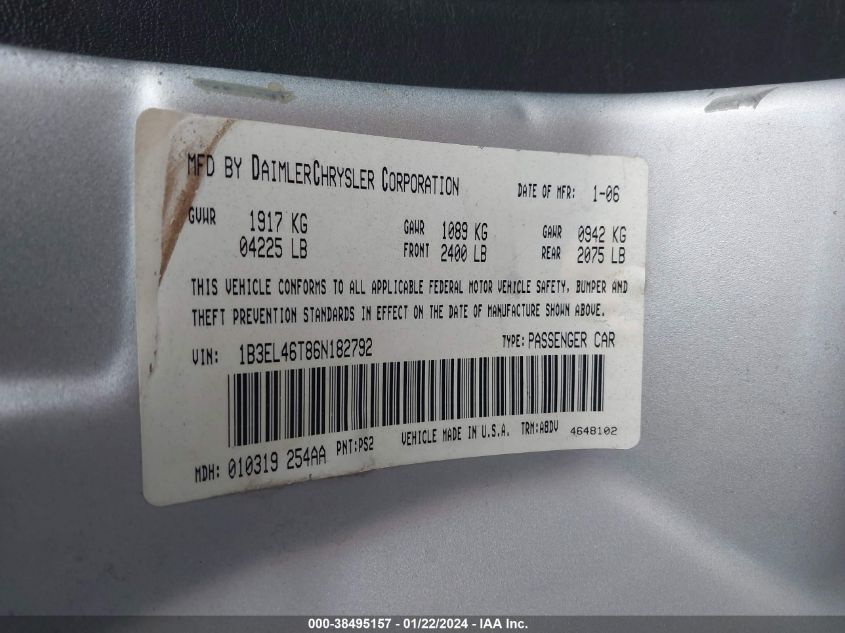 MFD BY DAIMLERCHRYSLER CORPORATION DATE OF MFR: 1-06
GVWR 1917 KG GAWR 1089 KG GAWR 0942 KG
04225 LB FRONT 2400 LB REAR 2075 LB
THIS VEHICLE CONFORMS TO ALL APPLICABLE FEDERAL MOTOR VEHICLE SAFETY, BUMPER AND
THEFT PREVENTION STANDARDS IN EFFECT ON THE DATE OF MANUFACTURE SHOWN ABOVE.
VIN: 1B3EL46T86N182792 TYPE: PASSENGER CAR
MDH: 010319 254AA PNT:PS2 VEHICLE MADE IN U.S.A. TRM:ABDV 4648102
000-38495157 - 01/22/2024 - IAA Inc.